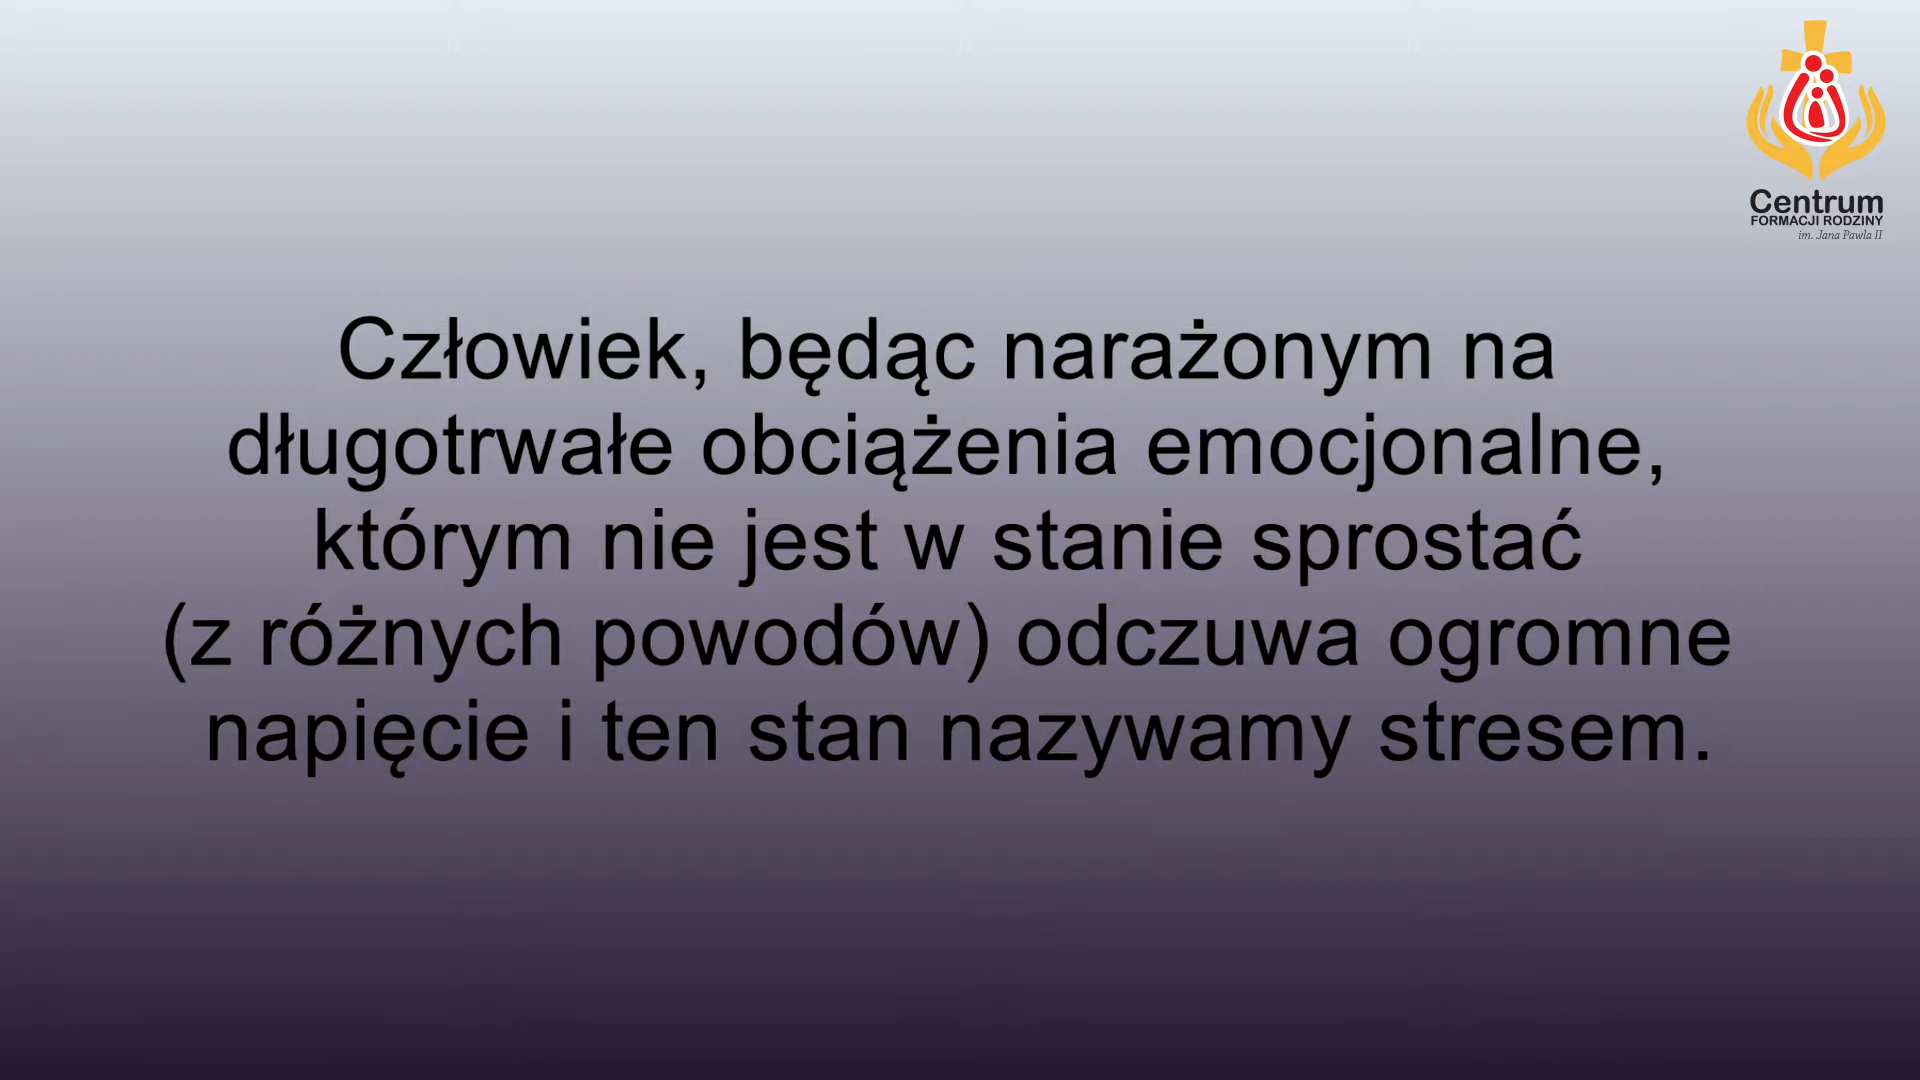 Centrum
FORMACJI RODZINY
im. Jana Pawła II
Człowiek, będąc narażonym na
długotrwałe obciążenia emocjonalne,
którym nie jest w stanie sprostać
(z różnych powodów) odczuwa ogromne
napięcie i ten stan nazywamy stresem.